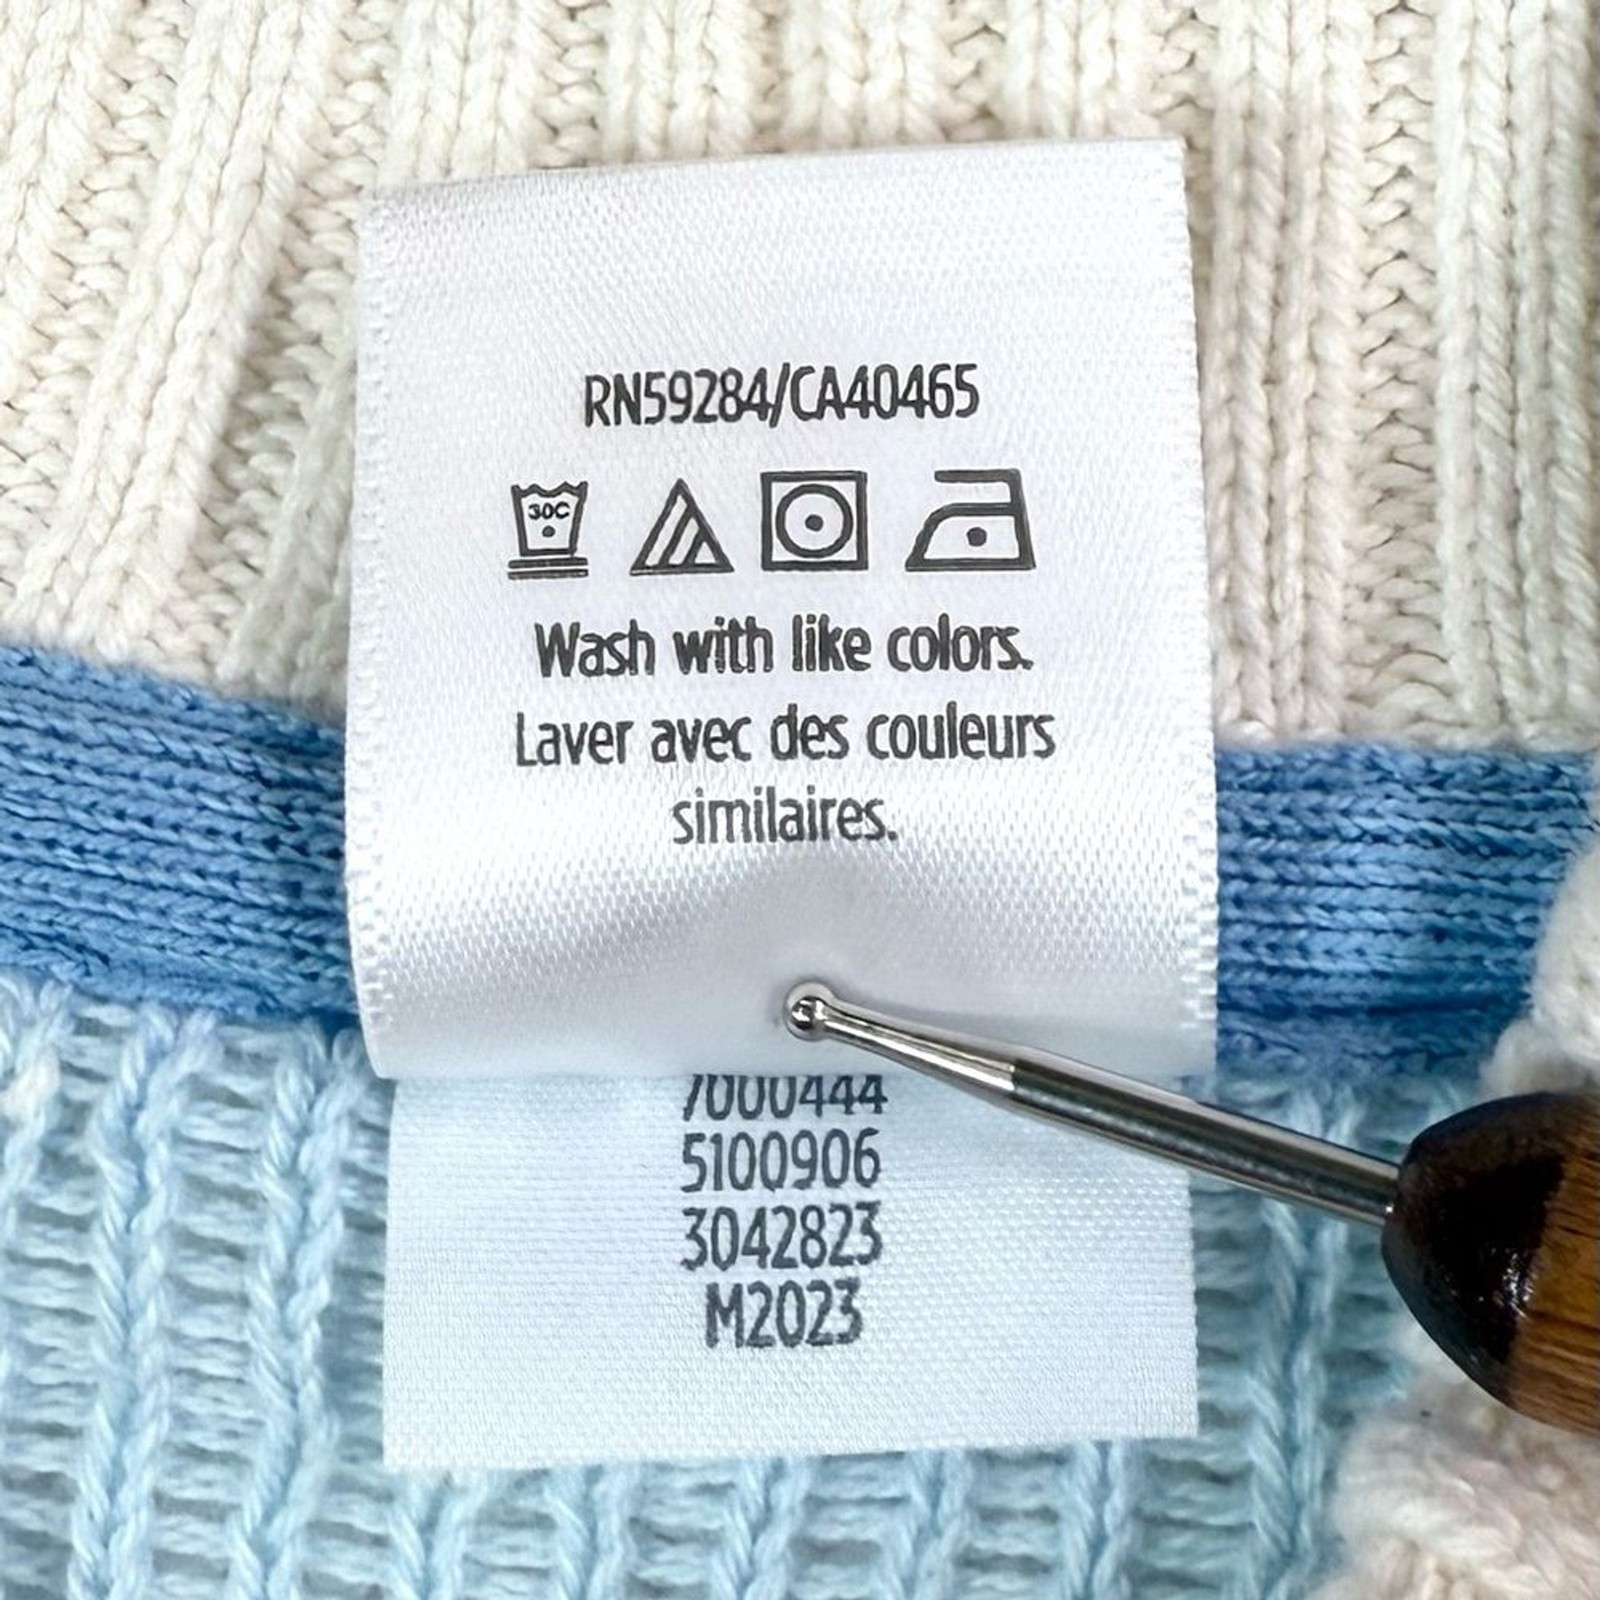 RN59284/CA40465
30C
Wash with like colors.
Laver avec des couleurs
similaires.
7000444
5100906
3042823
M2023